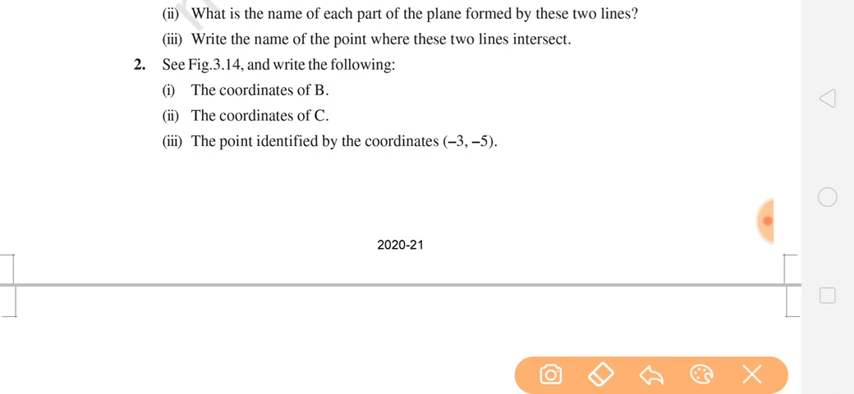 (ii) What is the name of each part of the plane formed by these two lines?
(iii) Write the name of the point where these two lines intersect.
2. See Fig.3.14, and write the following:
(i) The coordinates of B.
(ii) The coordinates of C.
(iii) The point identified by the coordinates (–3, –5).
2020-21